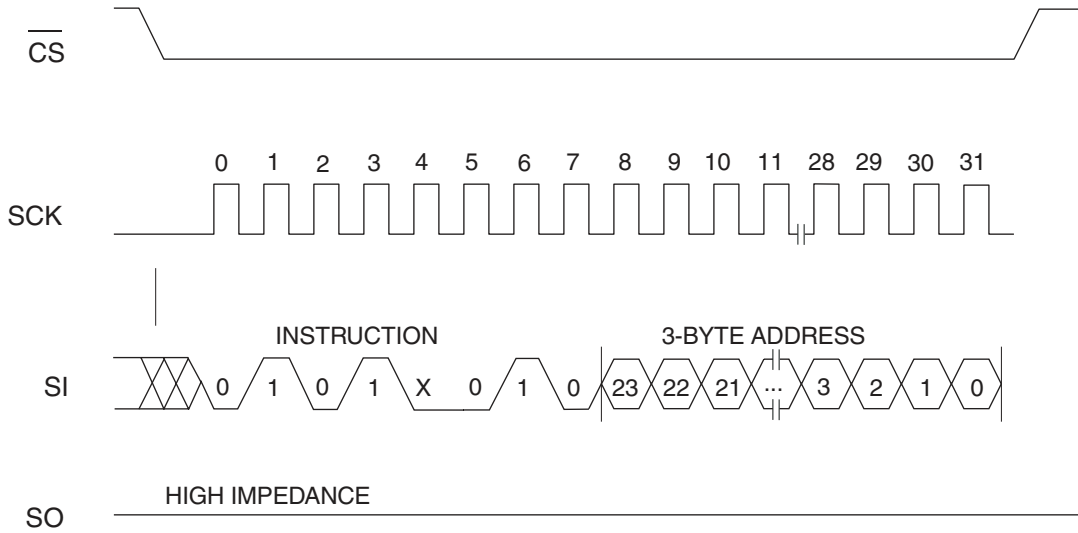 CS
0 1 2 3 4 5 6 7 8 9 10 11 28 29 30 31
SCK
INSTRUCTION 3-BYTE ADDRESS
SI 0 1 0 1 X 0 1 0 23 22 21 ... 3 2 1 0
HIGH IMPEDANCE
SO